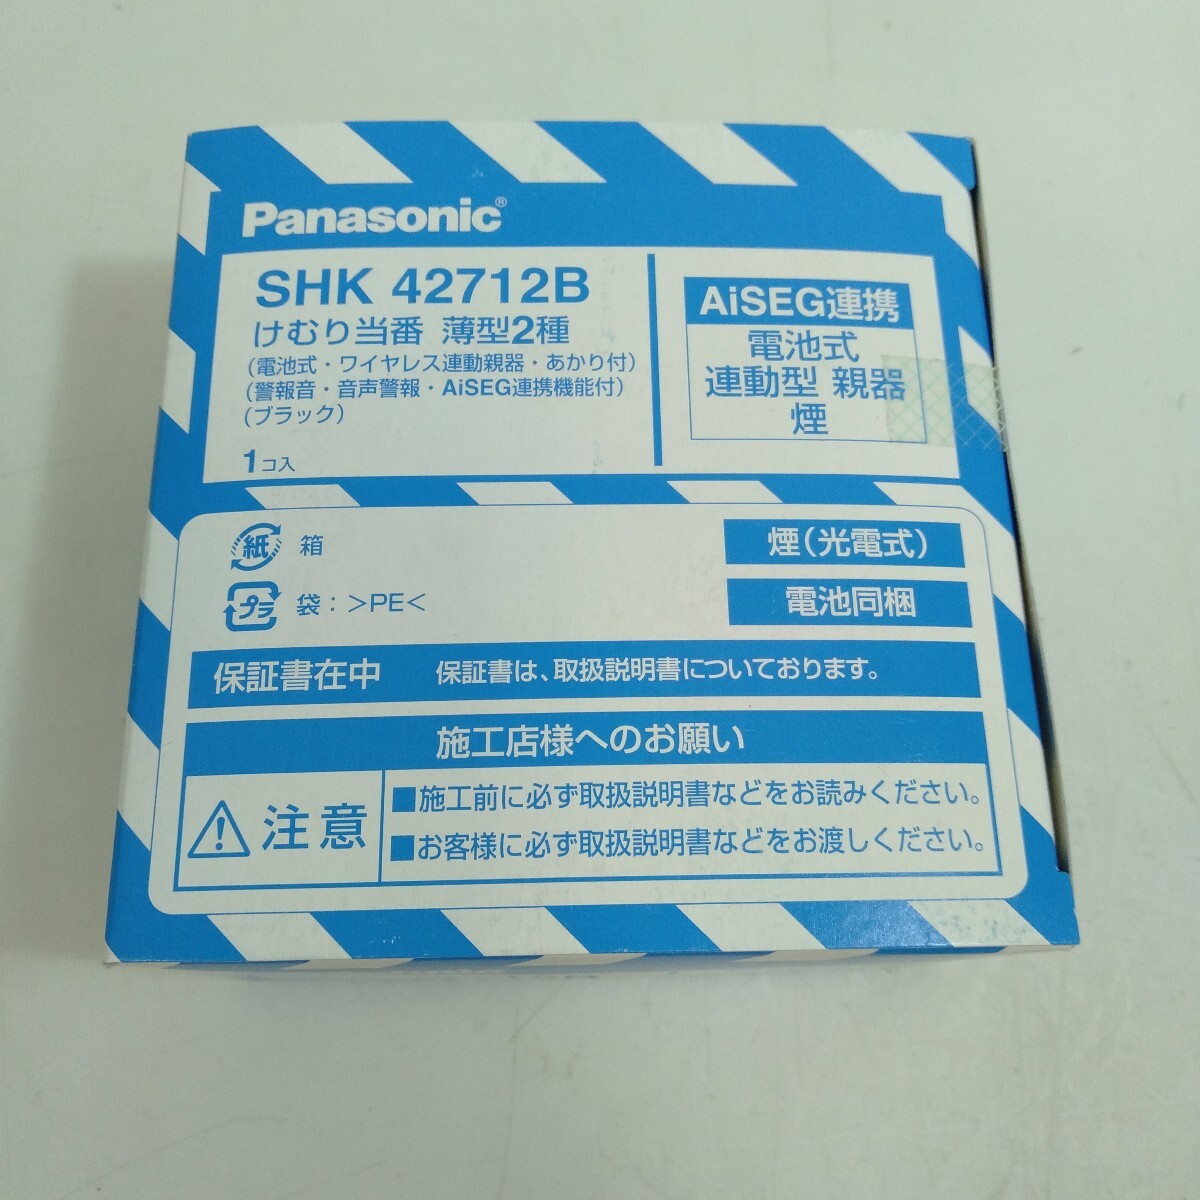 Panasonic®
SHK 42712B
けむり当番 薄型2種
（電池式・ワイヤレス連動親器・あかり付）
（警報音・音声警報・AiSEG連携機能付）
（ブラック）
1コ入
AiSEG連携
電池式
連動型 親器
煙
紙 箱
プラ 袋：>PE<
煙（光電式）
電池同梱
保証書在中 保証書は、取扱説明書についております。
施工店様へのお願い
注意
■施工前に必ず取扱説明書などをお読みください。
■お客様に必ず取扱説明書などをお渡しください。